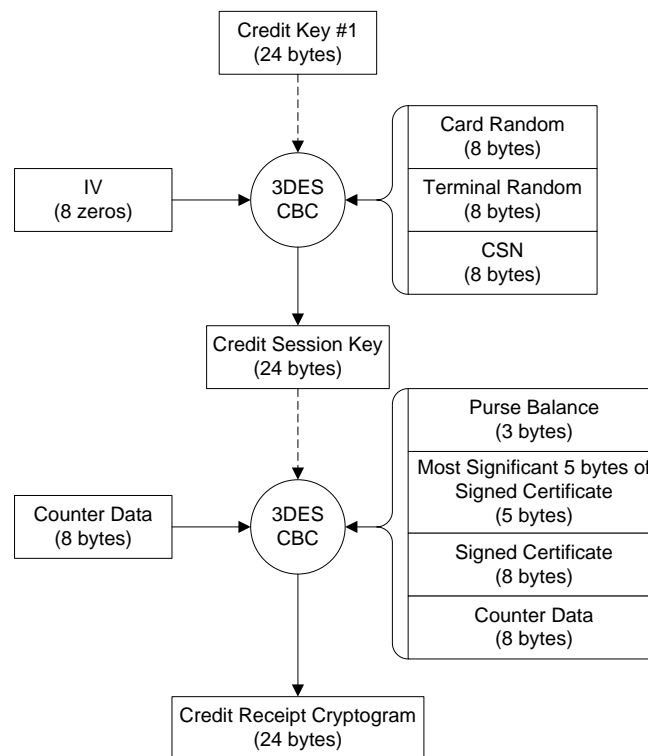 Credit Key #1
(24 bytes)
Card Random
(8 bytes)
IV
(8 zeros)
3DES
CBC
Terminal Random
(8 bytes)
CSN
(8 bytes)
Credit Session Key
(24 bytes)
Purse Balance
(3 bytes)
Most Significant 5 bytes of
Signed Certificate
(5 bytes)
Counter Data
(8 bytes)
3DES
CBC
Signed Certificate
(8 bytes)
Counter Data
(8 bytes)
Credit Receipt Cryptogram
(24 bytes)